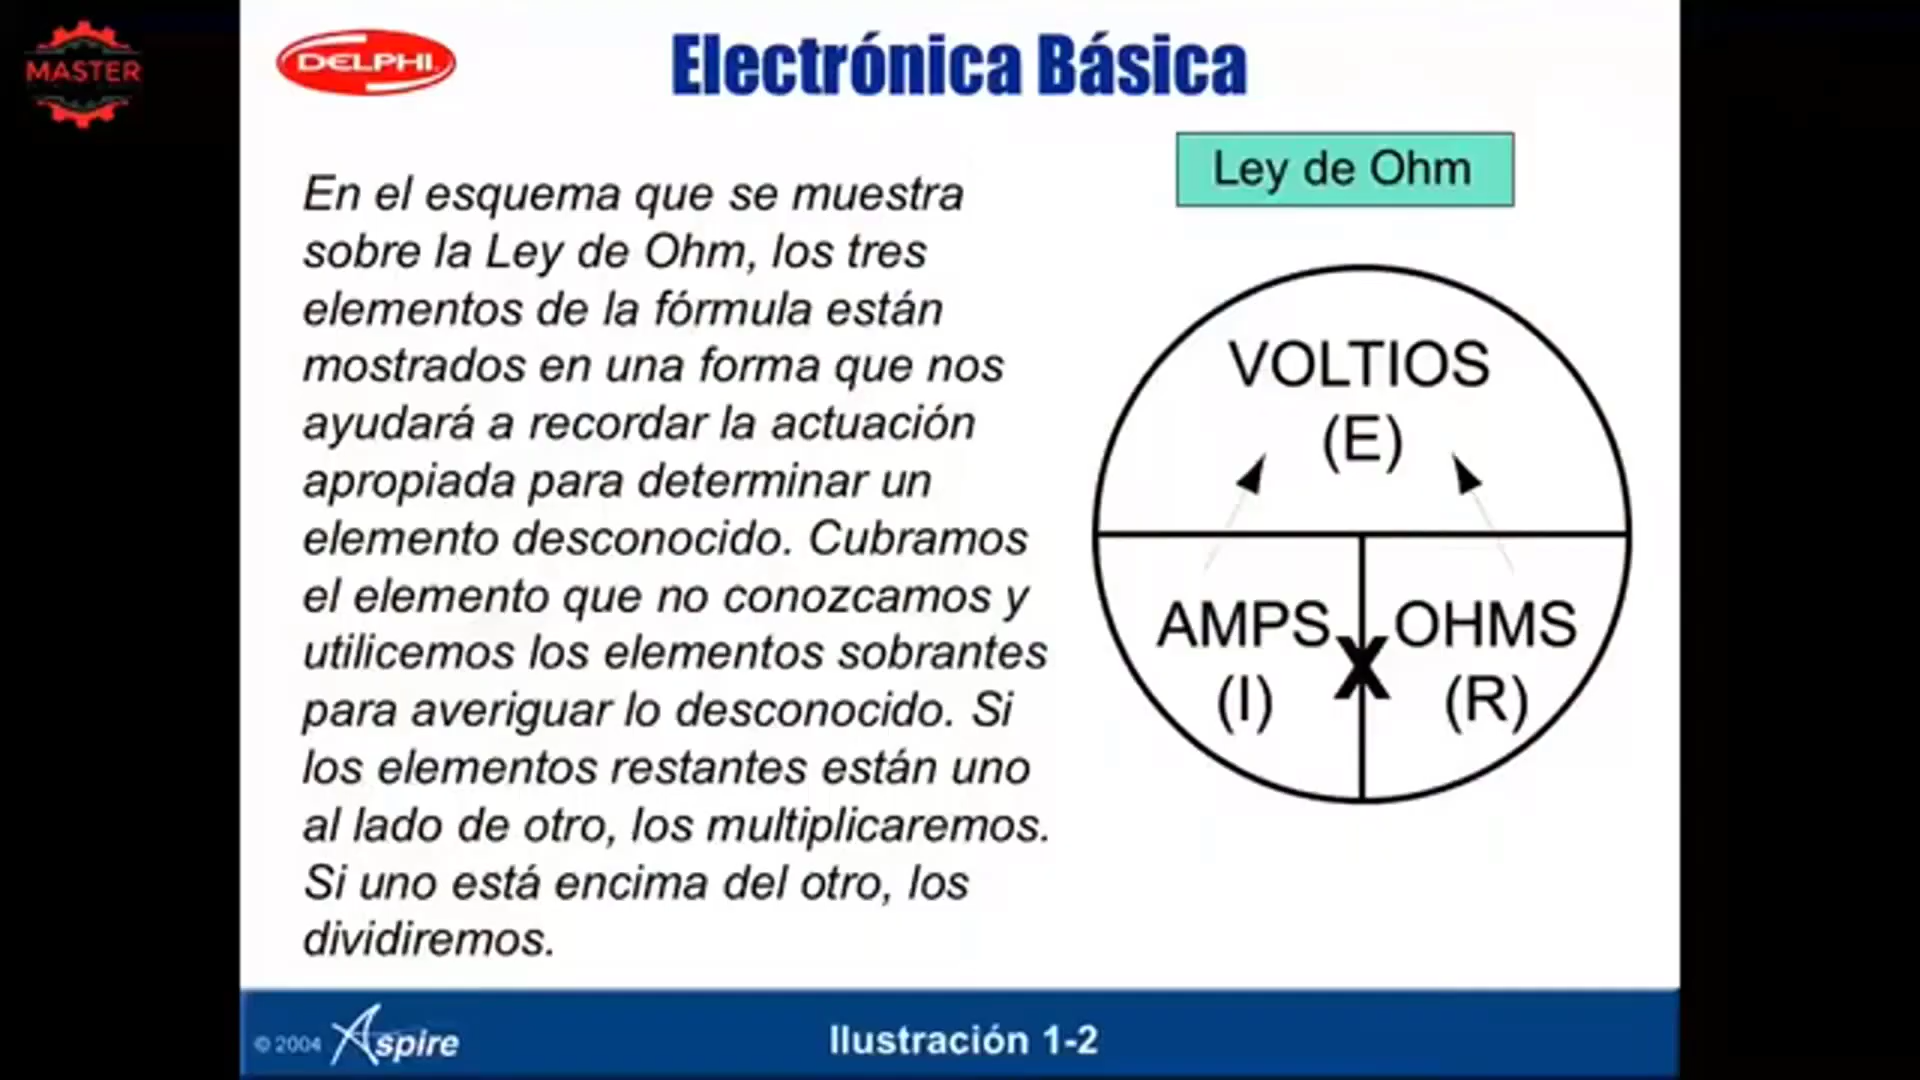 MASTER
DELPHI
Electrónica Básica
Ley de Ohm
En el esquema que se muestra
sobre la Ley de Ohm, los tres
elementos de la fórmula están
mostrados en una forma que nos
ayudará a recordar la actuación
apropiada para determinar un
elemento desconocido. Cubramos
el elemento que no conozcamos y
utilicemos los elementos sobrantes
para averiguar lo desconocido. Si
los elementos restantes están uno
al lado de otro, los multiplicaremos.
Si uno está encima del otro, los
dividiremos.
VOLTIOS
(E)
AMPS X OHMS
(I) (R)
© 2004 Aspire
Ilustración 1-2